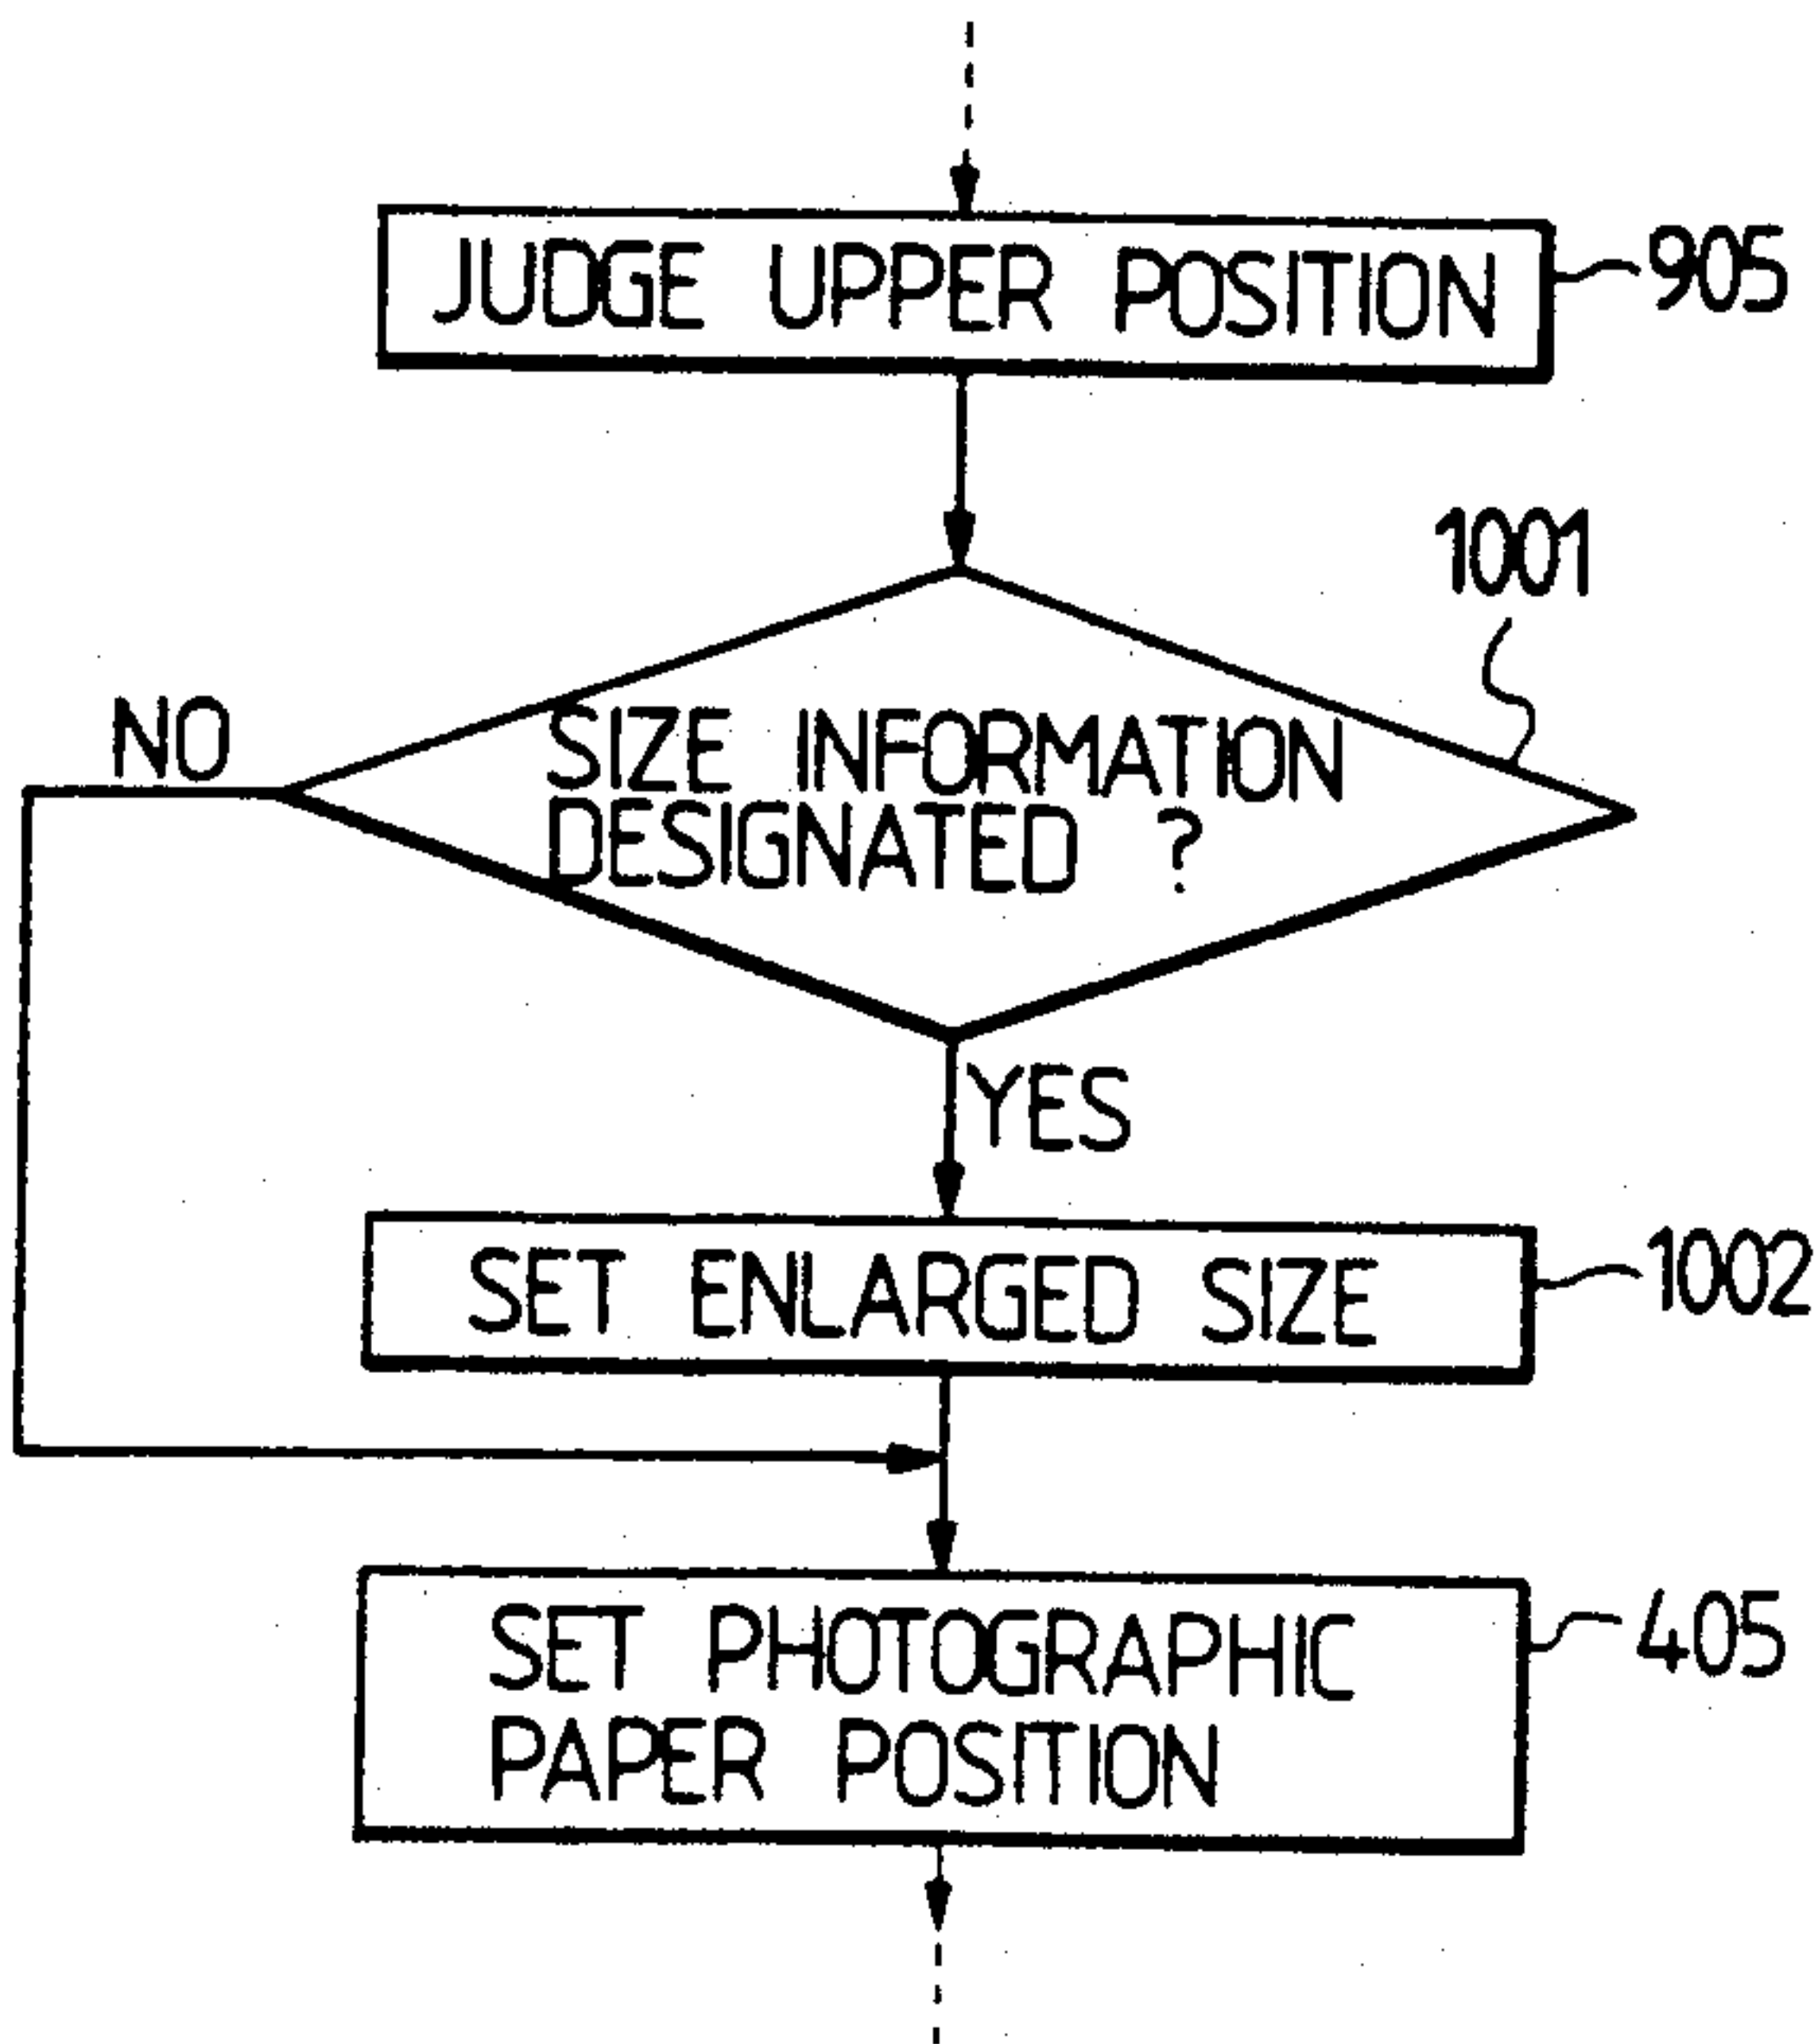 JUDGE UPPER POSITION
905
1001
NO
SIZE INFORMATION
DESIGNATED ?
YES
SET ENLARGED SIZE
1002
SET PHOTOGRAPHIC
PAPER POSITION
405